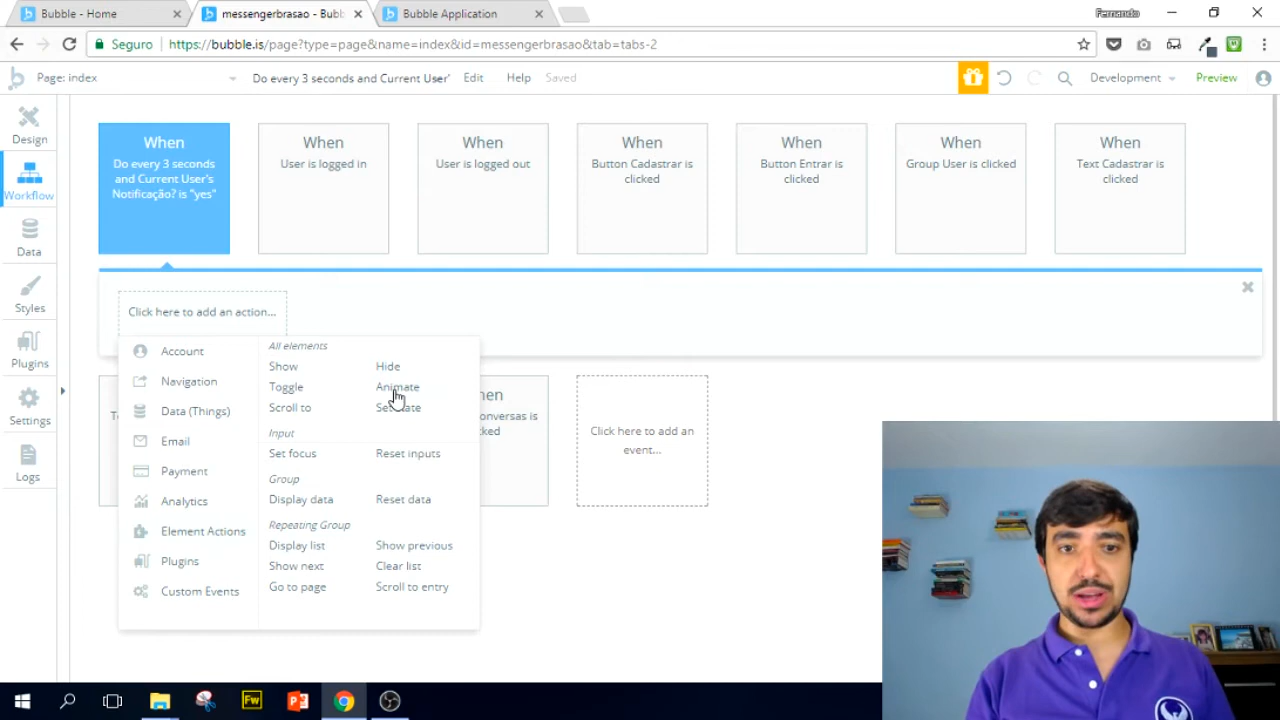 Bubble - Home
messengerbrasao - Bubb
Bubble Application
Fernando
Seguro
https://bubble.is/page?type=page&name=index&id=messengerbrasao&tab=tabs-2
Page: index
Do every 3 seconds and Current User'
Edit
Help
Saved
Development
Preview
Design
Workflow
Data
Styles
Plugins
Settings
Logs
When
Do every 3 seconds
and Current User's
Notificação? is "yes"
When
User is logged in
When
User is logged out
When
Button Cadastrar is
clicked
When
Button Entrar is
clicked
When
Group User is clicked
When
Text Cadastrar is
clicked
Click here to add an action...
Account
Navigation
Data (Things)
Email
Payment
Analytics
Element Actions
Plugins
Custom Events
All elements
Show
Hide
Toggle
Animate
Scroll to
Input
Set focus
Reset inputs
Group
Display data
Reset data
Repeating Group
Display list
Show previous
Show next
Clear list
Go to page
Scroll to entry
onversas is
cked
Click here to add an
event...
Fw